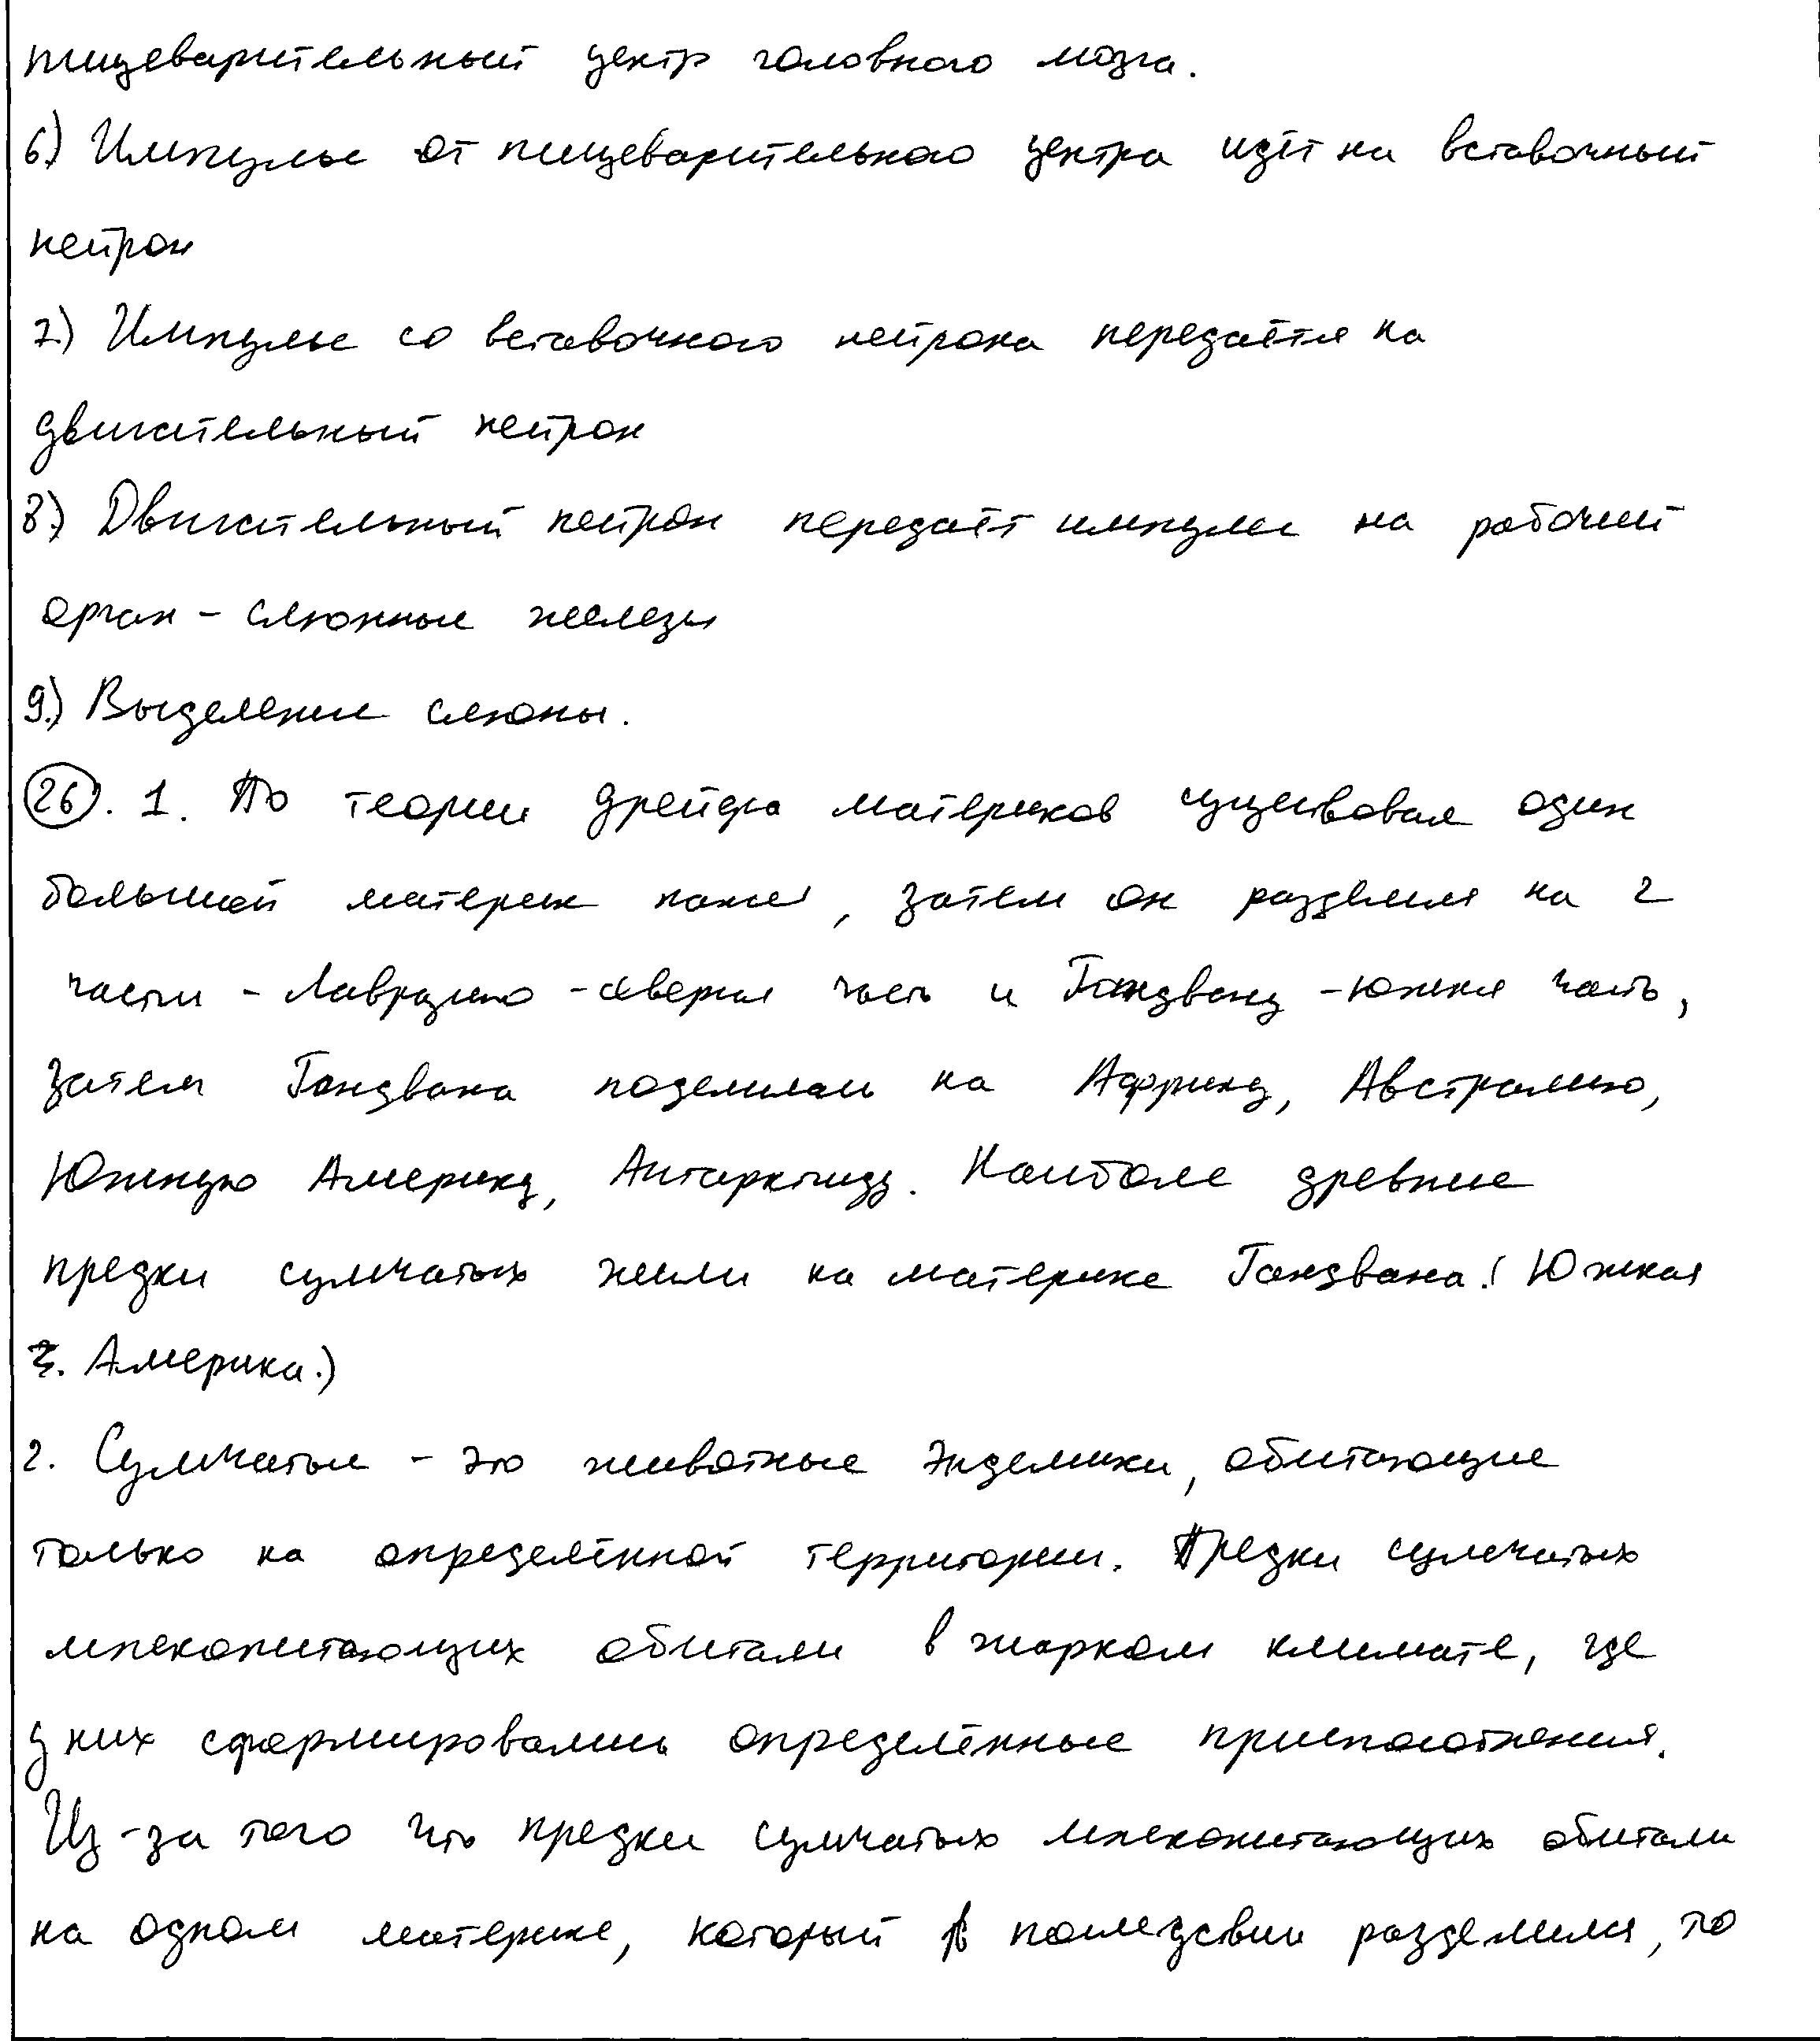 пищеварительный центр головного мозга.
6) Импульс от пищеварительного центра идёт на вставочный
нейрон
7) Импульс со вставочного нейрона передаётся на
двигательный нейрон
8) Двигательный нейрон передаёт импульс на рабочий
орган - слюнные железы
9) Выделение слюны.
26. 1. По теории дрейфа материков существовал один
большой материк, затем он разделился на 2
части - Лавразию - северная часть и Гондвану - южная часть,
затем Гондвана поделилась на Африку, Австралию,
Южную Америку, Антарктиду. Наиболее древние
предки сумчатых жили на материке Гондвана. (Южная
Америка.)
2. Сумчатые - это животные эндемики, обитающие
только на определённой территории. Предки сумчатых
млекопитающих обитали в жарком климате, где
у них сформировались определённые приспособления.
Из-за того что предки сумчатых млекопитающих обитали
на одном материке, который в последствии разделился, то